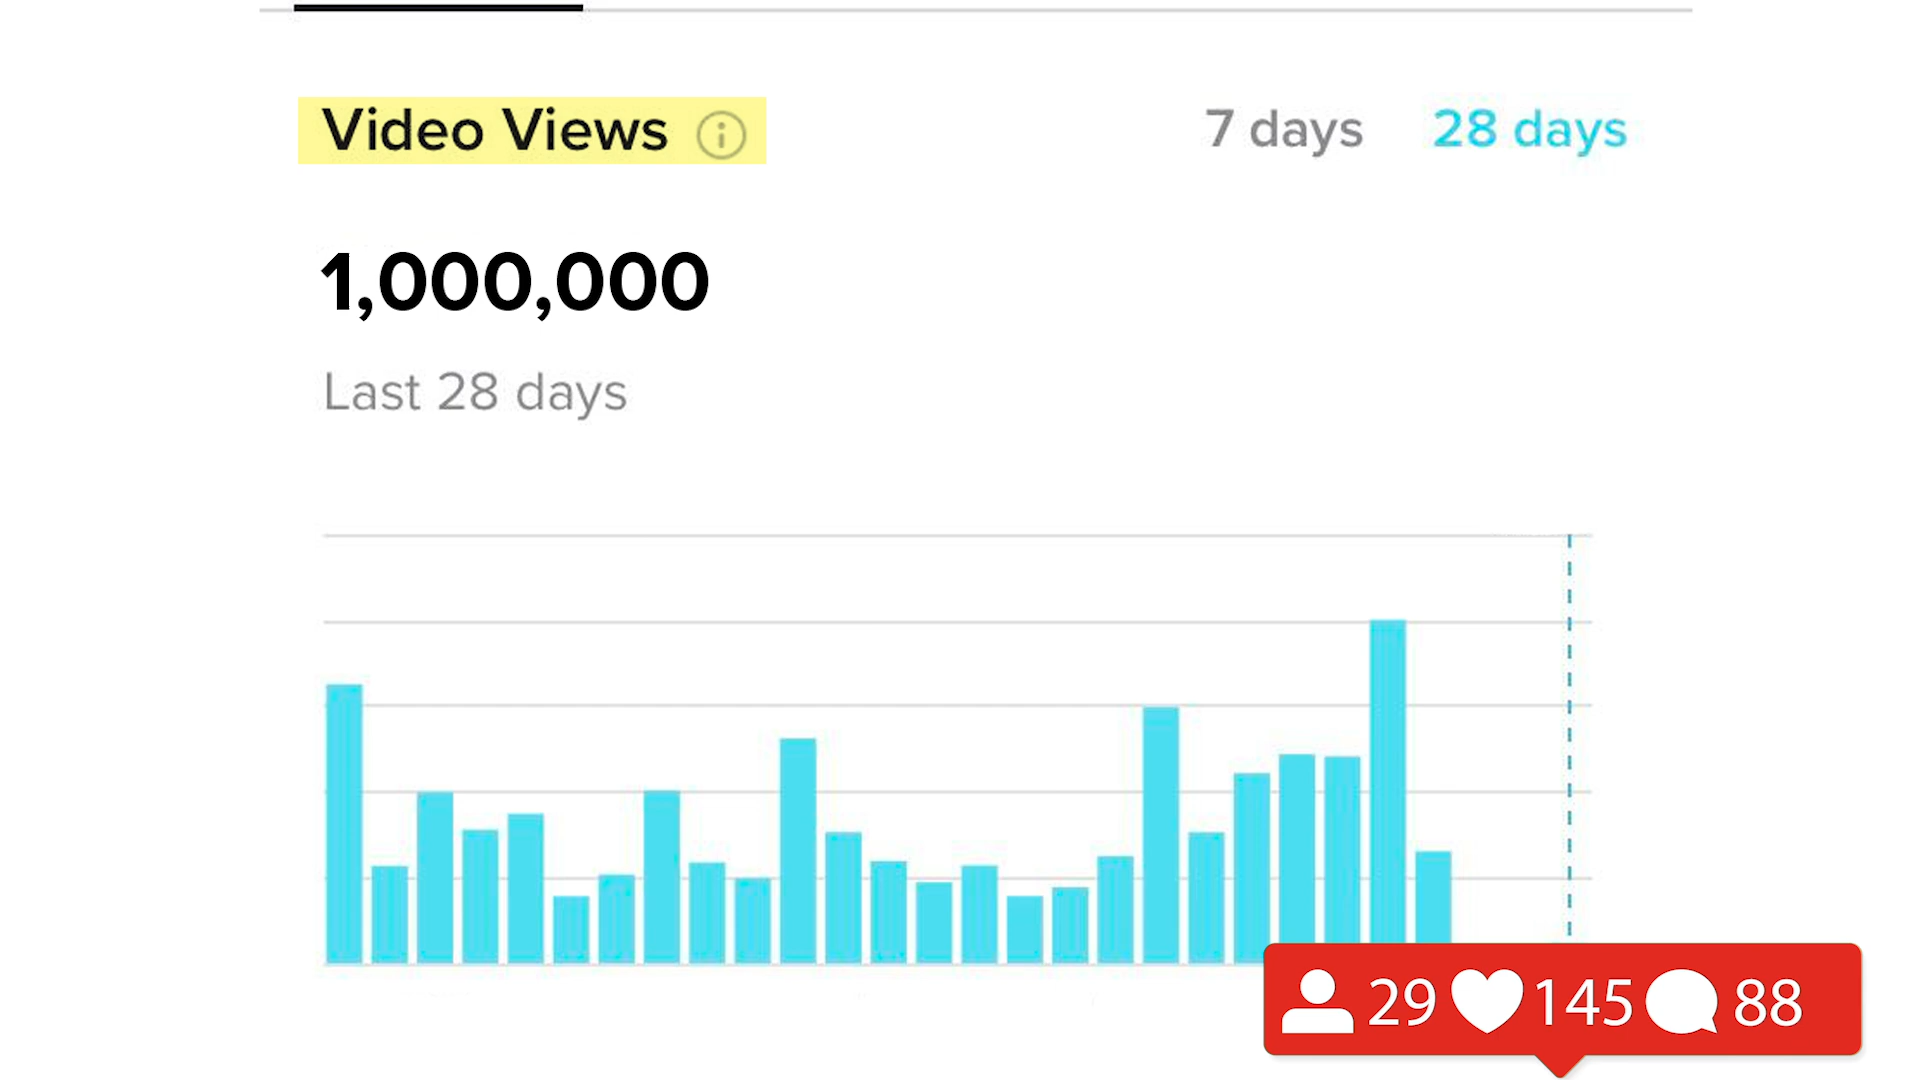 Video Views
7 days 28 days
1,000,000
Last 28 days
29 145 88